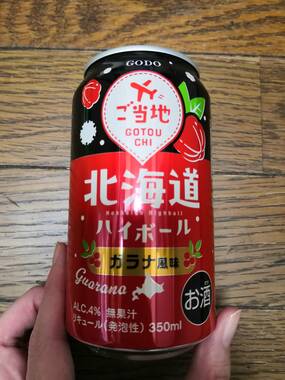 GODO
ご当地
GOTOU
CHI
北海道
Hokkaido Highball
ハイボール
ガラナ風味
Guarana
お酒
ALC.4% 無果汁
リキュール(発泡性) 350ml